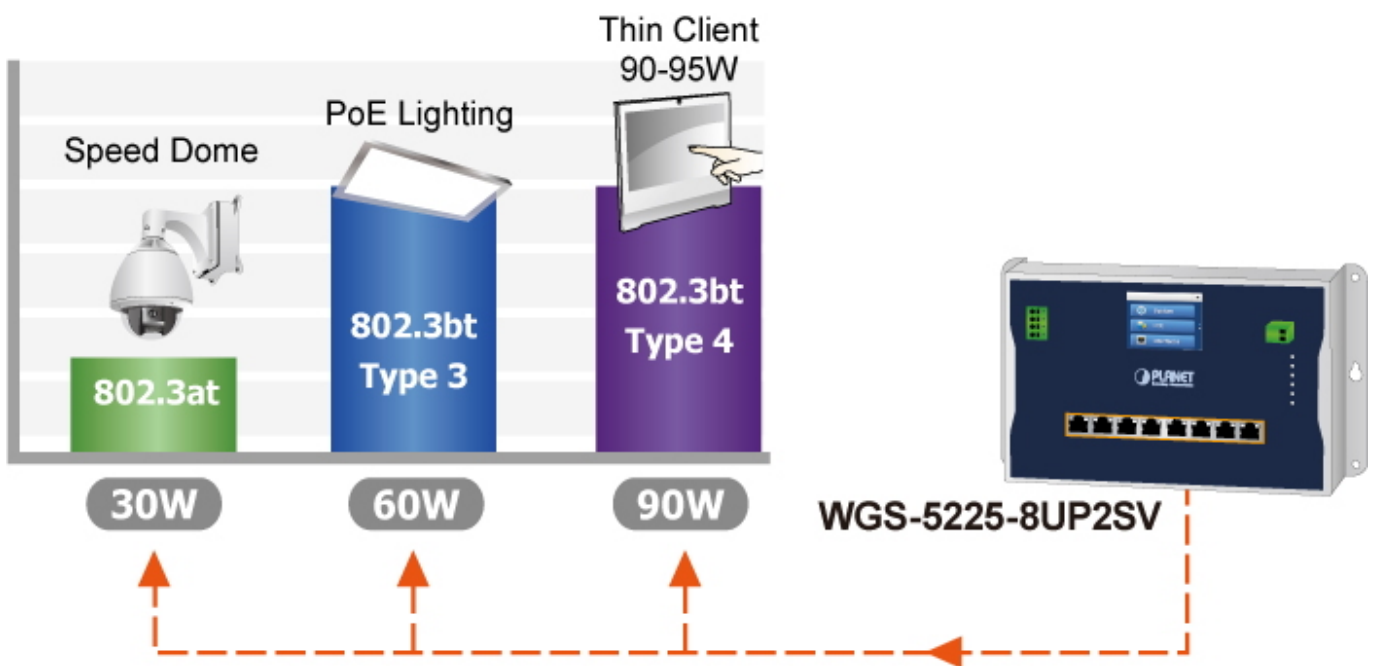 Thin Client
90-95W
PoE Lighting
Speed Dome
802.3at
802.3bt
Type 3
802.3bt
Type 4
30W
60W
90W
PLANET
WGS-5225-8UP2SV